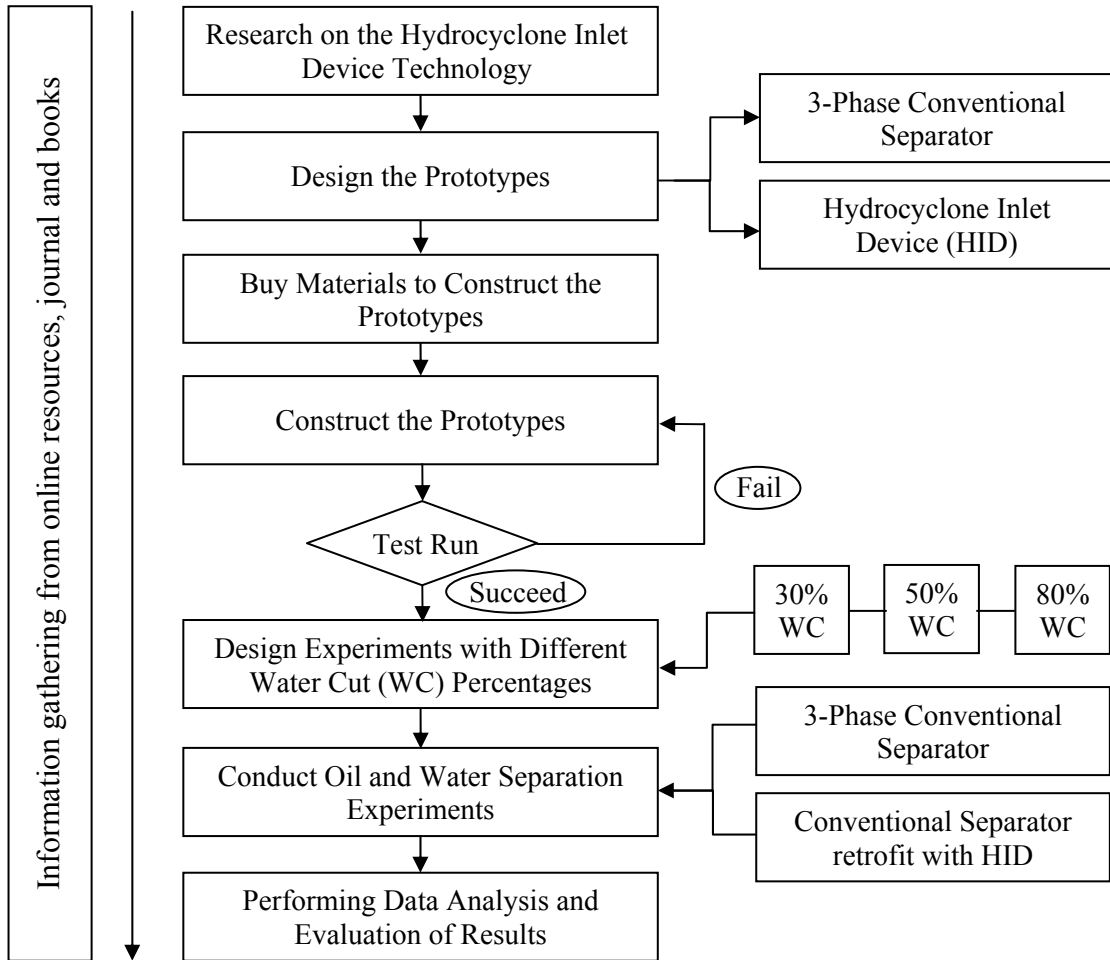 Information gathering from online resources, journal and books
Research on the Hydrocyclone Inlet
Device Technology
Design the Prototypes
3-Phase Conventional
Separator
Hydrocyclone Inlet
Device (HID)
Buy Materials to Construct the
Prototypes
Construct the Prototypes
Fail
Test Run
Succeed
Design Experiments with Different
Water Cut (WC) Percentages
30%
WC
50%
WC
80%
WC
Conduct Oil and Water Separation
Experiments
3-Phase Conventional
Separator
Conventional Separator
retrofit with HID
Performing Data Analysis and
Evaluation of Results